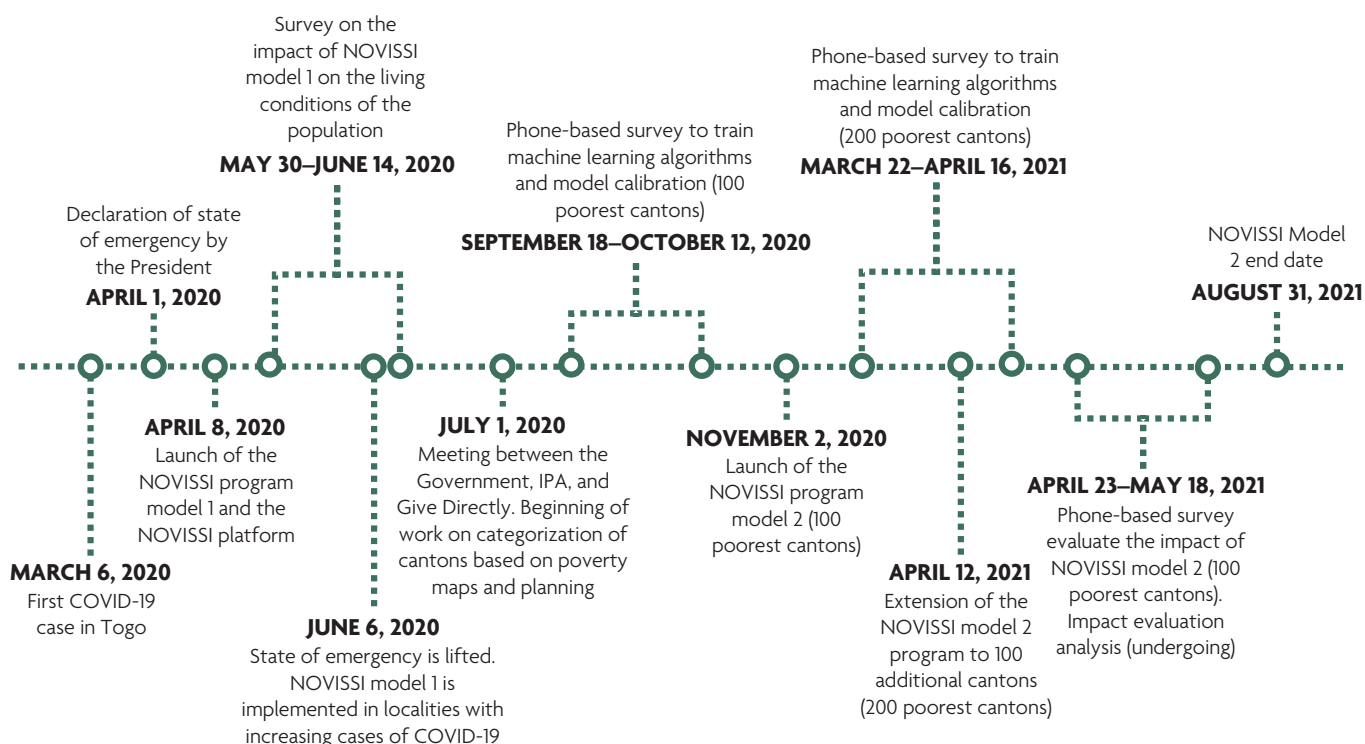 Survey on the
impact of NOVISSI
model 1 on the living
conditions of the
population
MAY 30–JUNE 14, 2020
Phone-based survey to train
machine learning algorithms
and model calibration
(200 poorest cantons)
MARCH 22–APRIL 16, 2021
Phone-based survey to train
machine learning algorithms
and model calibration (100
poorest cantons)
SEPTEMBER 18–OCTOBER 12, 2020
Declaration of state
of emergency by
the President
APRIL 1, 2020
NOVISSI Model
2 end date
AUGUST 31, 2021
APRIL 8, 2020
Launch of the
NOVISSI program
model 1 and the
NOVISSI platform
JULY 1, 2020
Meeting between the
Government, IPA, and
Give Directly. Beginning of
work on categorization of
cantons based on poverty
maps and planning
NOVEMBER 2, 2020
Launch of the
NOVISSI program
model 2 (100
poorest cantons)
APRIL 23–MAY 18, 2021
Phone-based survey
evaluate the impact of
NOVISSI model 2 (100
poorest cantons).
Impact evaluation
analysis (undergoing)
MARCH 6, 2020
First COVID-19
case in Togo
JUNE 6, 2020
State of emergency is lifted.
NOVISSI model 1 is
implemented in localities with
increasing cases of COVID-19
APRIL 12, 2021
Extension of the
NOVISSI model 2
program to 100
additional cantons
(200 poorest cantons)